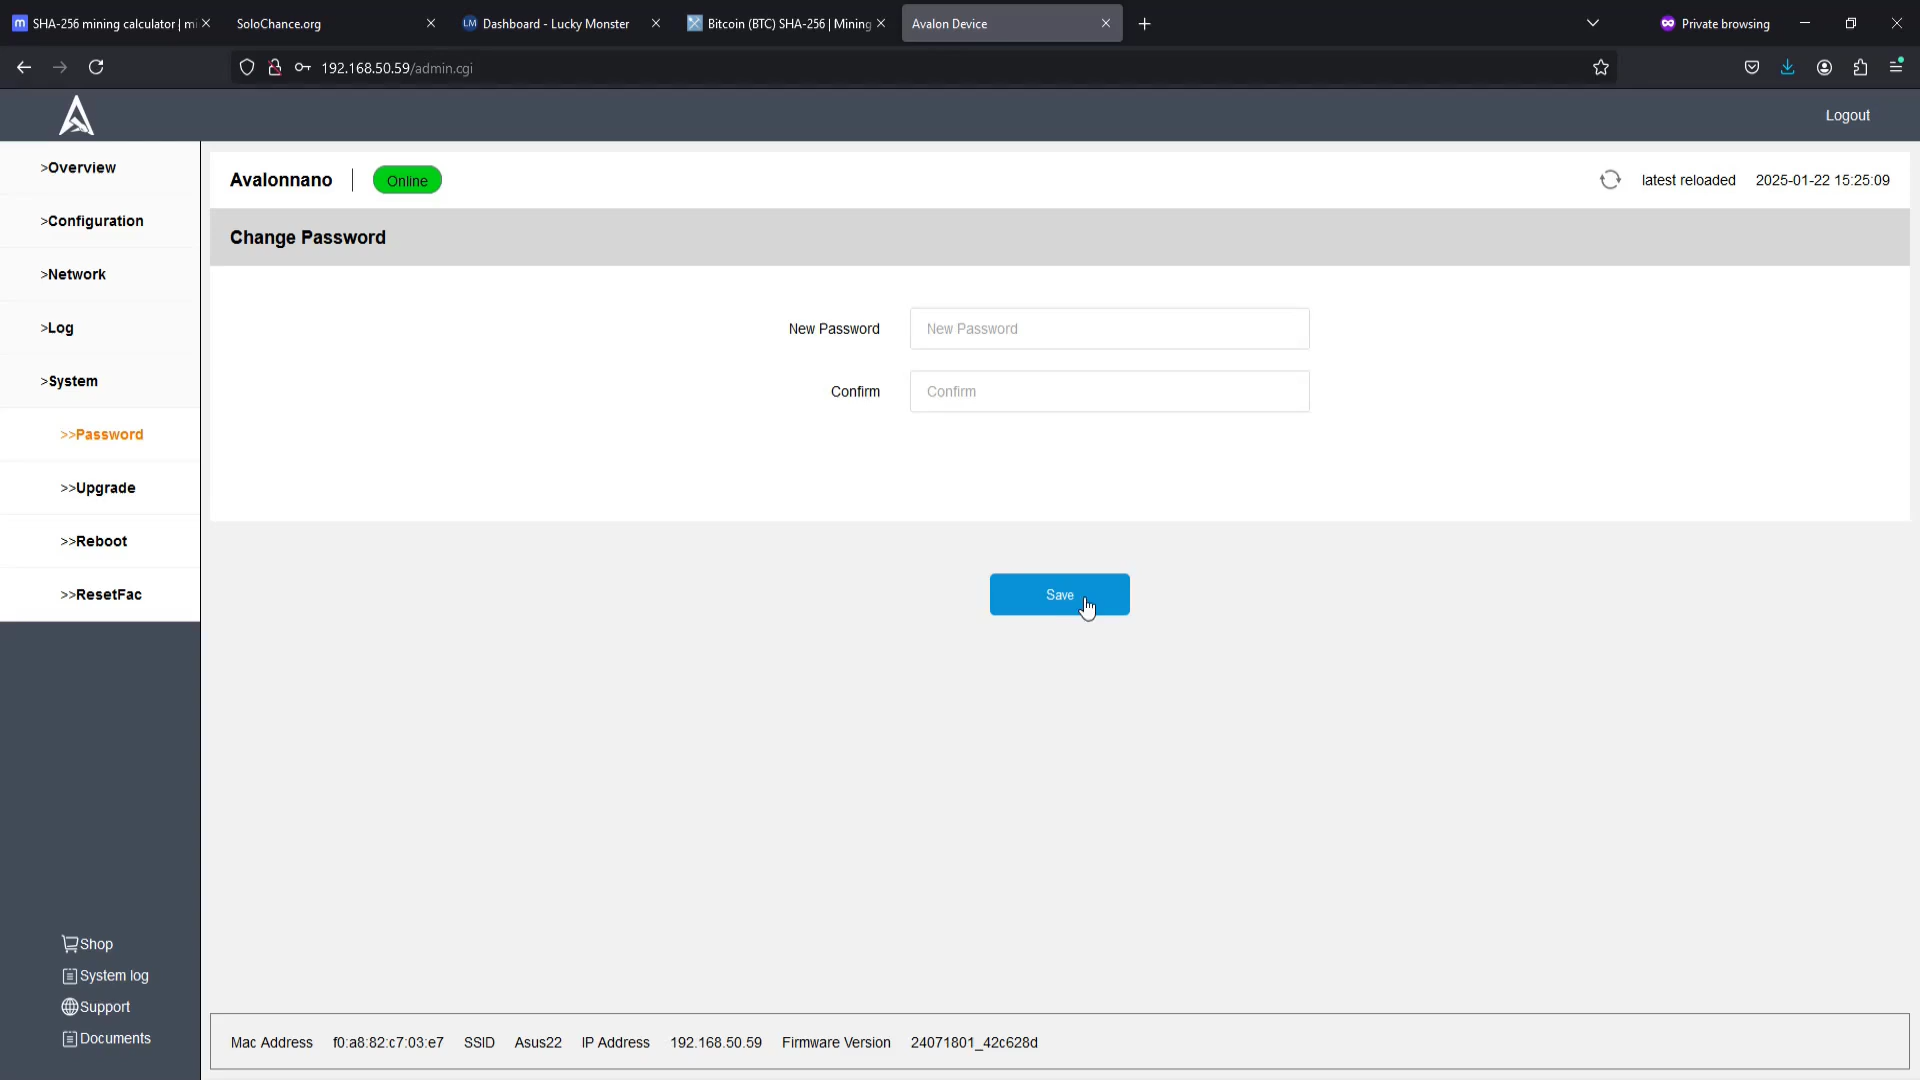 SHA-256 mining calculator | mi
SoloChance.org
LM Dashboard - Lucky Monster
Bitcoin (BTC) SHA-256 | Mining
Avalon Device
Private browsing
192.168.50.59/admin.cgi
Logout
>Overview
>Configuration
>Network
>Log
>System
>>Password
>>Upgrade
>>Reboot
>>ResetFac
Avalonnano
Online
latest reloaded 2025-01-22 15:25:09
Change Password
New Password New Password
Confirm Confirm
Save
Shop
System log
Support
Documents
Mac Address f0:a8:82:c7:03:e7 SSID Asus22 IP Address 192.168.50.59 Firmware Version 24071801_42c628d